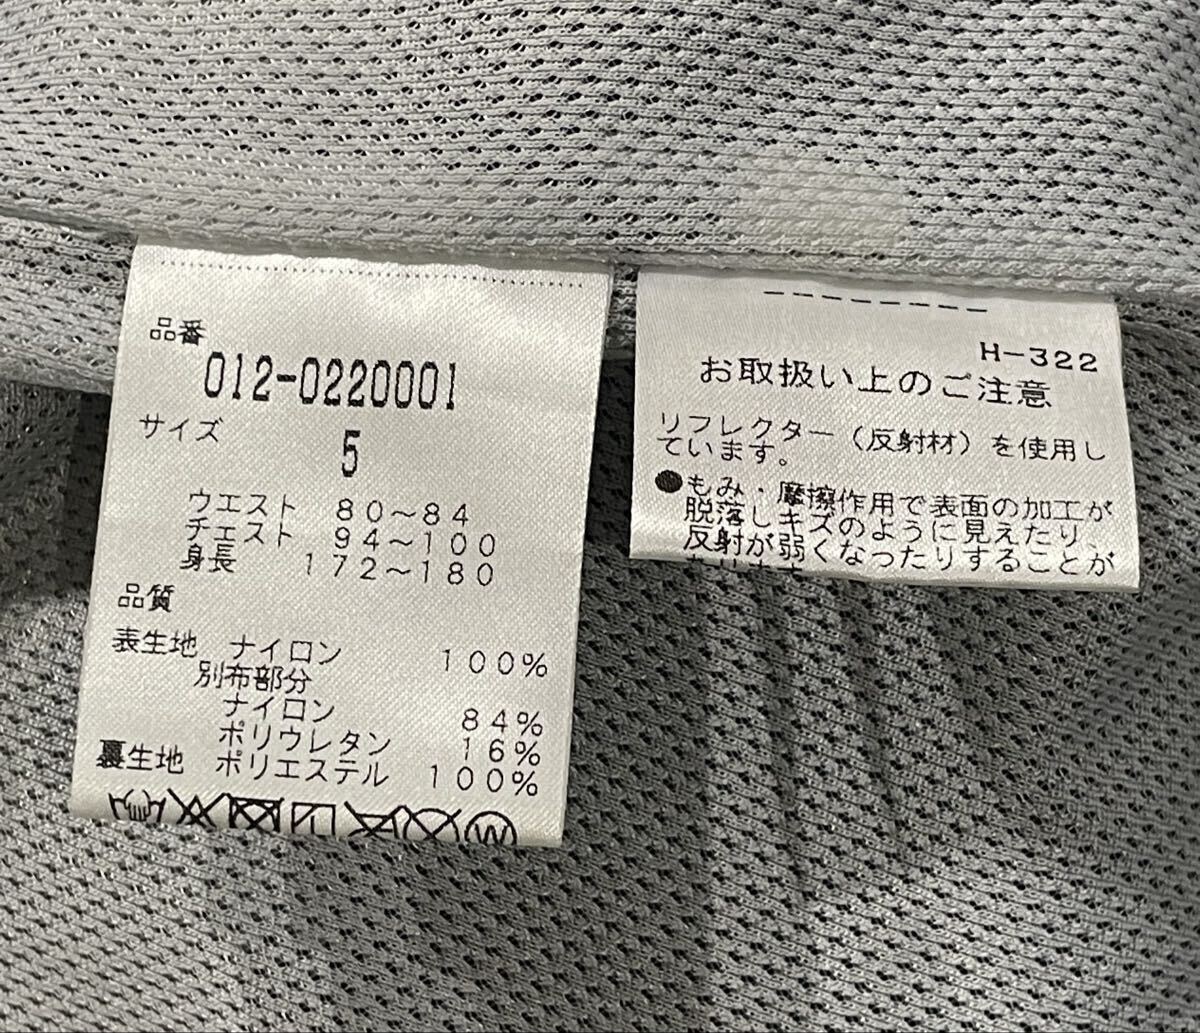 品番
012-0220001
サイズ
5
ウエスト 80～84
チエスト 94～100
身長 172～180
品質
表生地 ナイロン 100%
別布部分
ナイロン 84%
ポリウレタン 16%
裏生地 ポリエステル 100%
W
H-322
お取扱い上のご注意
リフレクター（反射材）を使用し
ています。
●もみ・摩擦作用で表面の加工が
脱落しキズのように見えたり、
反射が弱くなったりすることが